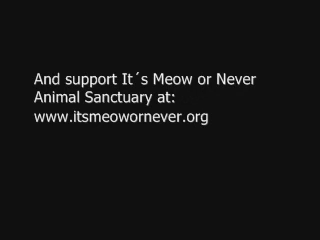 And support It´s Meow or Never
Animal Sanctuary at:
www.itsmeowornever.org